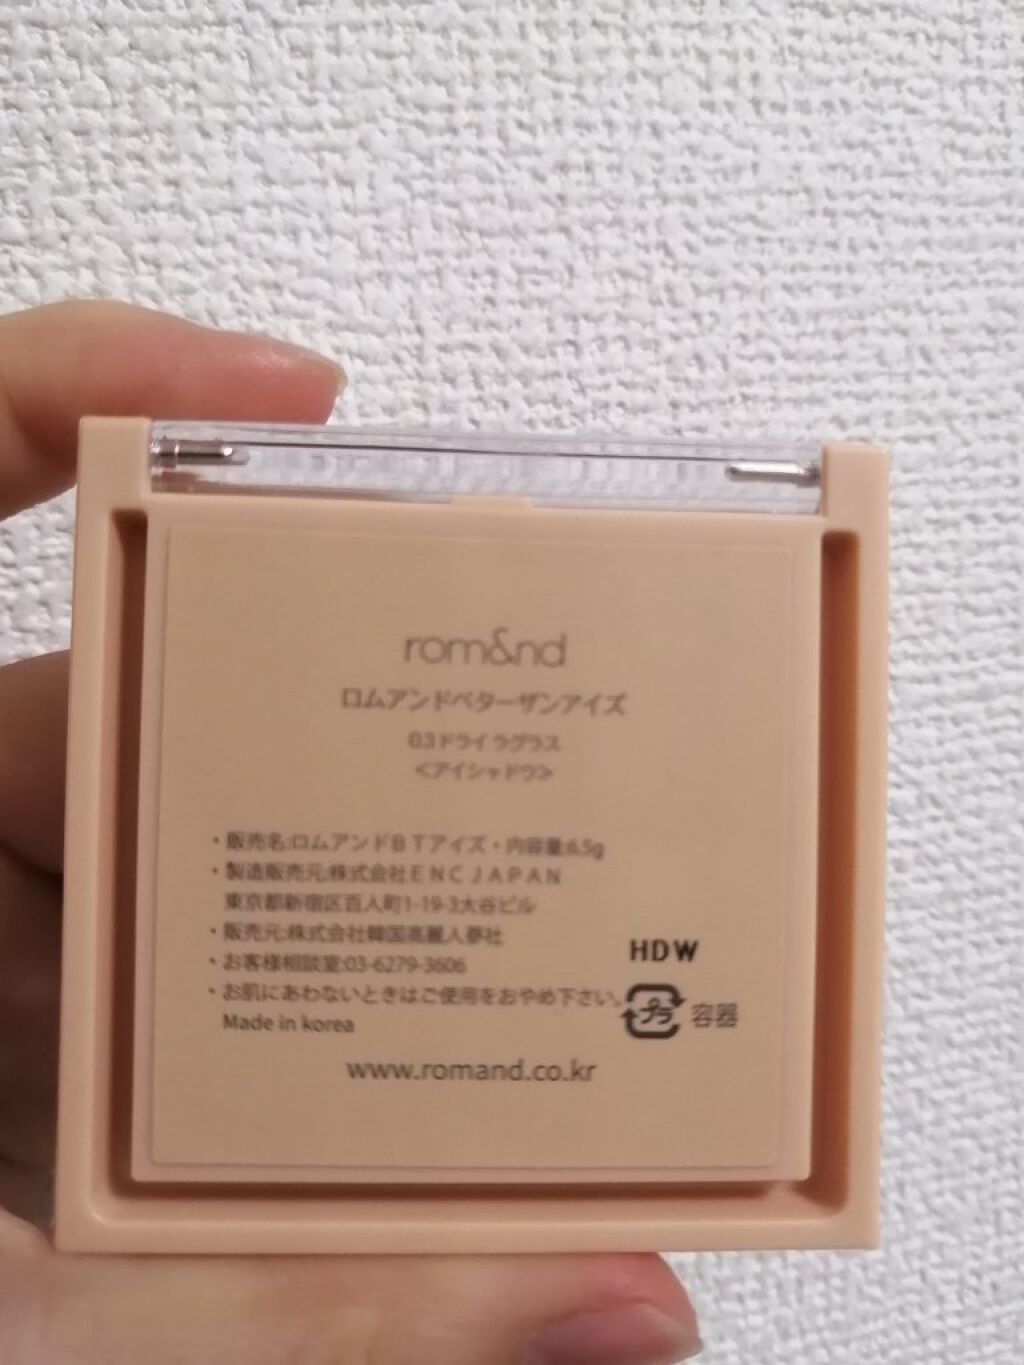 rom&nd
ロムアンドベターザンアイズ
03ドライ ラグラス
<アイシャドウ>
・販売名:ロムアンドBTアイズ・内容量:6.5g
・製造販売元:株式会社ENC JAPAN
東京都新宿区百人町1-19-3大谷ビル
・販売元:株式会社韓国高麗人蔘社
・お客様相談室:03-6279-3606
・お肌にあわないときはご使用をおやめ下さい。
Made in korea
HDW
プラ 容器
www.romand.co.kr